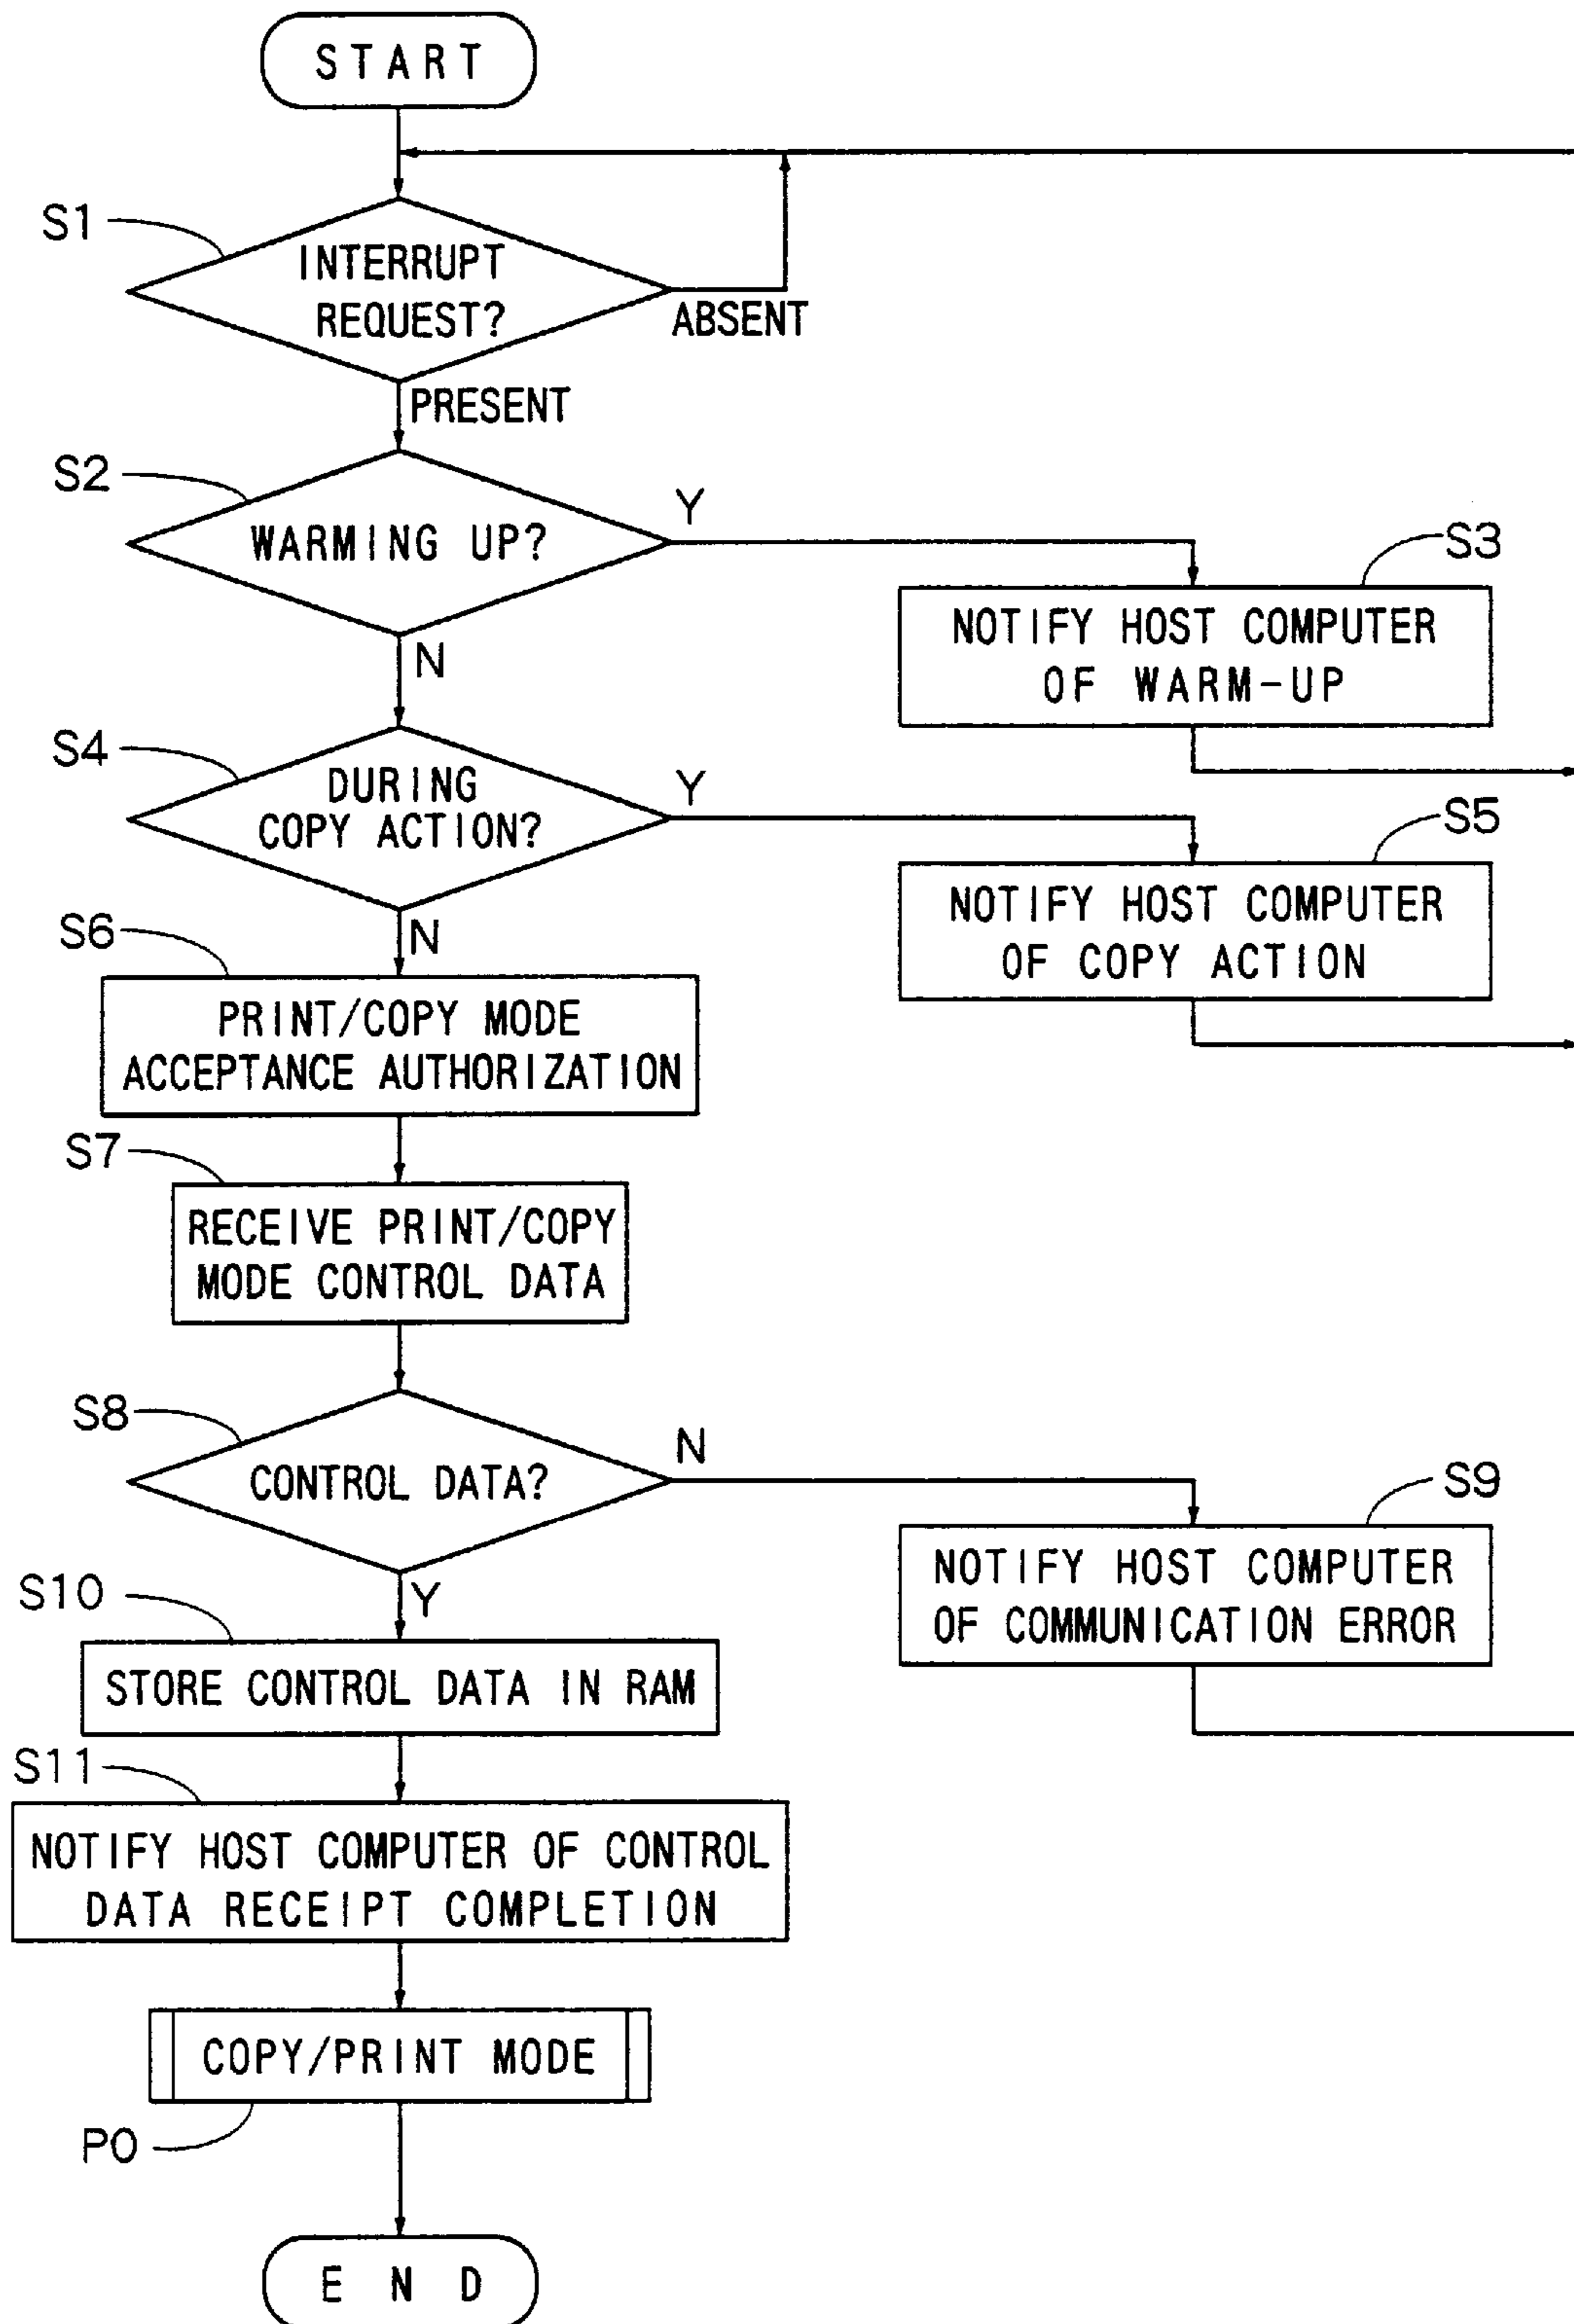 START
S1
INTERRUPT
REQUEST?
ABSENT
PRESENT
S2
WARMING UP?
Y
S3
NOTIFY HOST COMPUTER
OF WARM-UP
N
S4
DURING
COPY ACTION?
Y
S5
NOTIFY HOST COMPUTER
OF COPY ACTION
N
S6
PRINT/COPY MODE
ACCEPTANCE AUTHORIZATION
S7
RECEIVE PRINT/COPY
MODE CONTROL DATA
S8
CONTROL DATA?
N
S9
NOTIFY HOST COMPUTER
OF COMMUNICATION ERROR
Y
S10
STORE CONTROL DATA IN RAM
S11
NOTIFY HOST COMPUTER OF CONTROL
DATA RECEIPT COMPLETION
COPY/PRINT MODE
P0
END